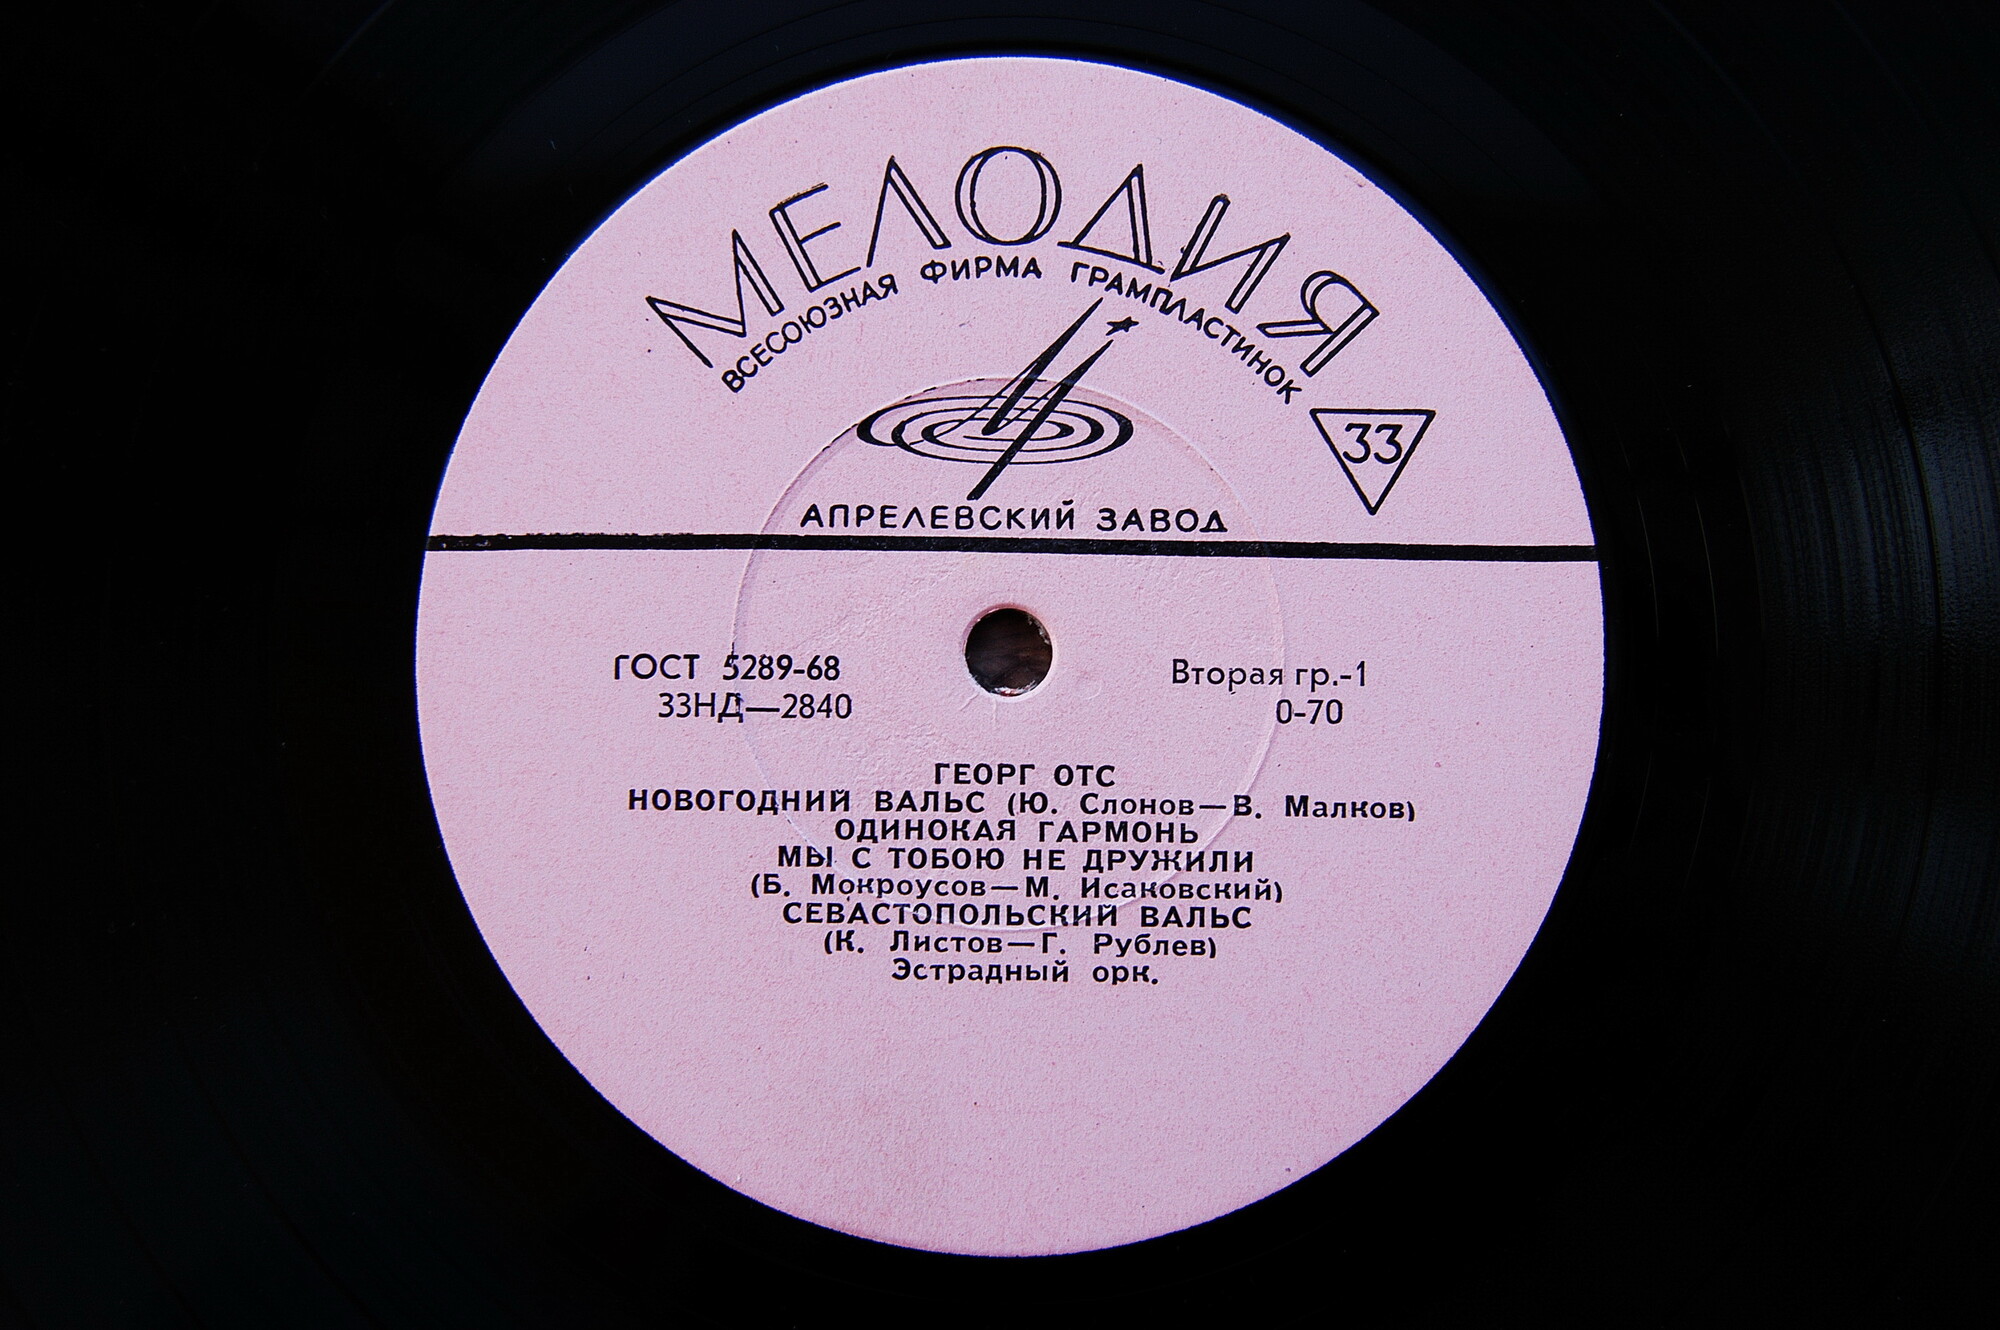 МЕЛОДИЯ
ВСЕСОЮЗНАЯ ФИРМА ГРАМПЛАСТИНОК
33
АПРЕЛЕВСКИЙ ЗАВОД
ГОСТ 5289-68
33НД—2840
Вторая гр.-1
0-70
ГЕОРГ ОТС
НОВОГОДНИЙ ВАЛЬС (Ю. Слонов—В. Малков)
ОДИНОКАЯ ГАРМОНЬ
МЫ С ТОБОЮ НЕ ДРУЖИЛИ
(Б. Мокроусов—М. Исаковский)
СЕВАСТОПОЛЬСКИЙ ВАЛЬС
(К. Листов—Г. Рублев)
Эстрадный орк.